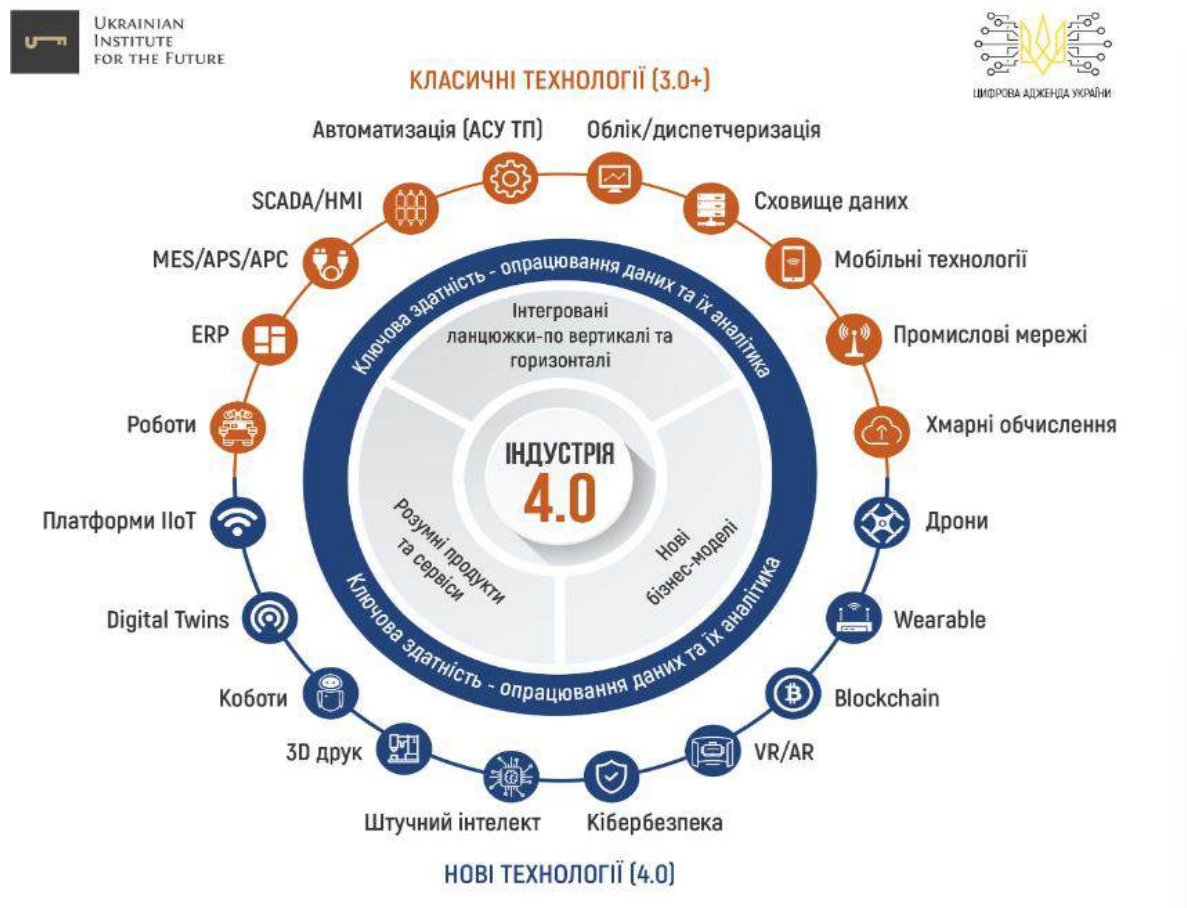 UKRAINIAN
INSTITUTE
FOR THE FUTURE
ЦИФРОВА АДЖЕНДА УКРАЇНИ
КЛАСИЧНІ ТЕХНОЛОГІЇ (3.0+)
Автоматизація (АСУ ТП)
Облік/диспетчеризація
SCADA/HMI
Сховище даних
MES/APS/APC
Мобільні технології
ERP
Промислові мережі
Роботи
Хмарні обчислення
Ключова здатність - опрацювання даних та їх аналітика
Інтегровані
ланцюжки-по вертикалі та
горизонталі
ІНДУСТРІЯ
4.0
Розумні продукти
та сервіси
Нові
бізнес-моделі
Ключова здатність - опрацювання даних та їх аналітика
Платформи IIoT
Дрони
Digital Twins
Wearable
Коботи
Blockchain
3D друк
VR/AR
Штучний інтелект
Кібербезпека
НОВІ ТЕХНОЛОГІЇ (4.0)